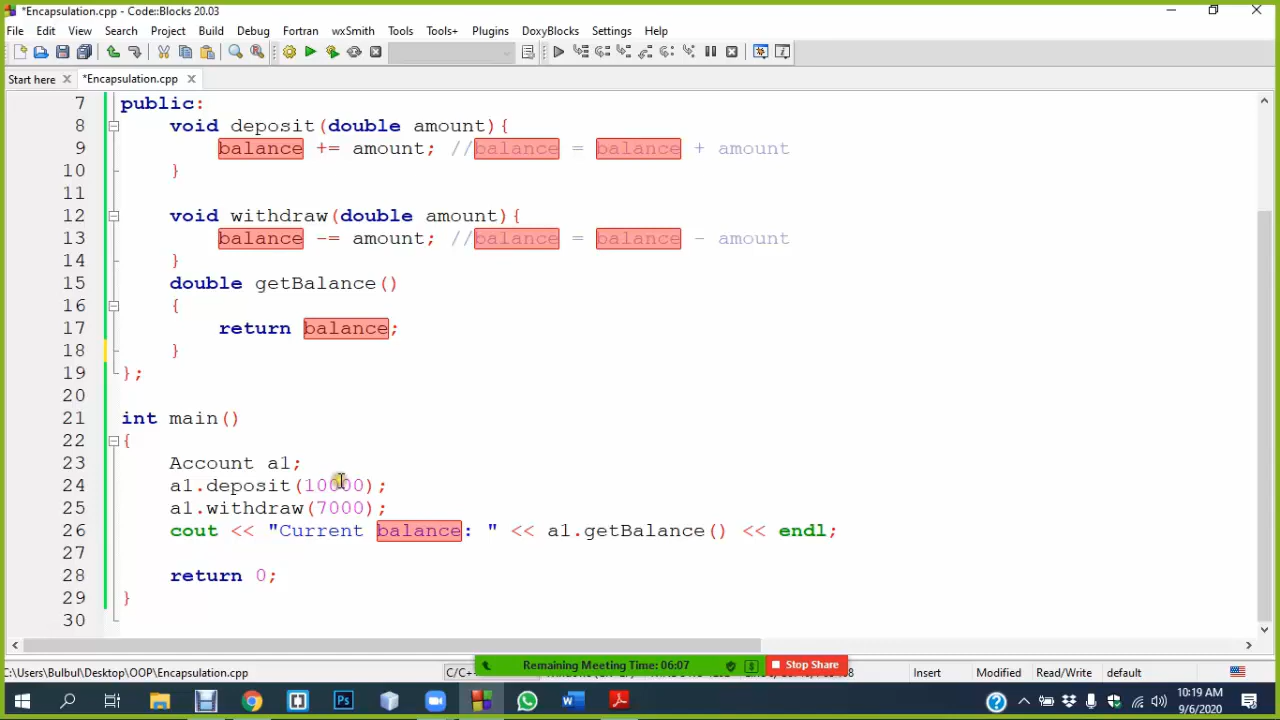 *Encapsulation.cpp - Code::Blocks 20.03
File Edit View Search Project Build Debug Fortran wxSmith Tools Tools+ Plugins DoxyBlocks Settings Help
Start here *Encapsulation.cpp
7 public:
8 void deposit(double amount){
9 balance += amount; //balance = balance + amount
10 }
11
12 void withdraw(double amount){
13 balance -= amount; //balance = balance - amount
14 }
15 double getBalance()
16 {
17 return balance;
18 }
19 };
20
21 int main()
22 {
23 Account a1;
24 a1.deposit(10000);
25 a1.withdraw(7000);
26 cout << "Current balance: " << a1.getBalance() << endl;
27
28 return 0;
29 }
30
Remaining Meeting Time: 06:07 Stop Share
C:\Users\Bulbul\Desktop\OOP\Encapsulation.cpp Insert Modified Read/Write default
10:19 AM
9/6/2020